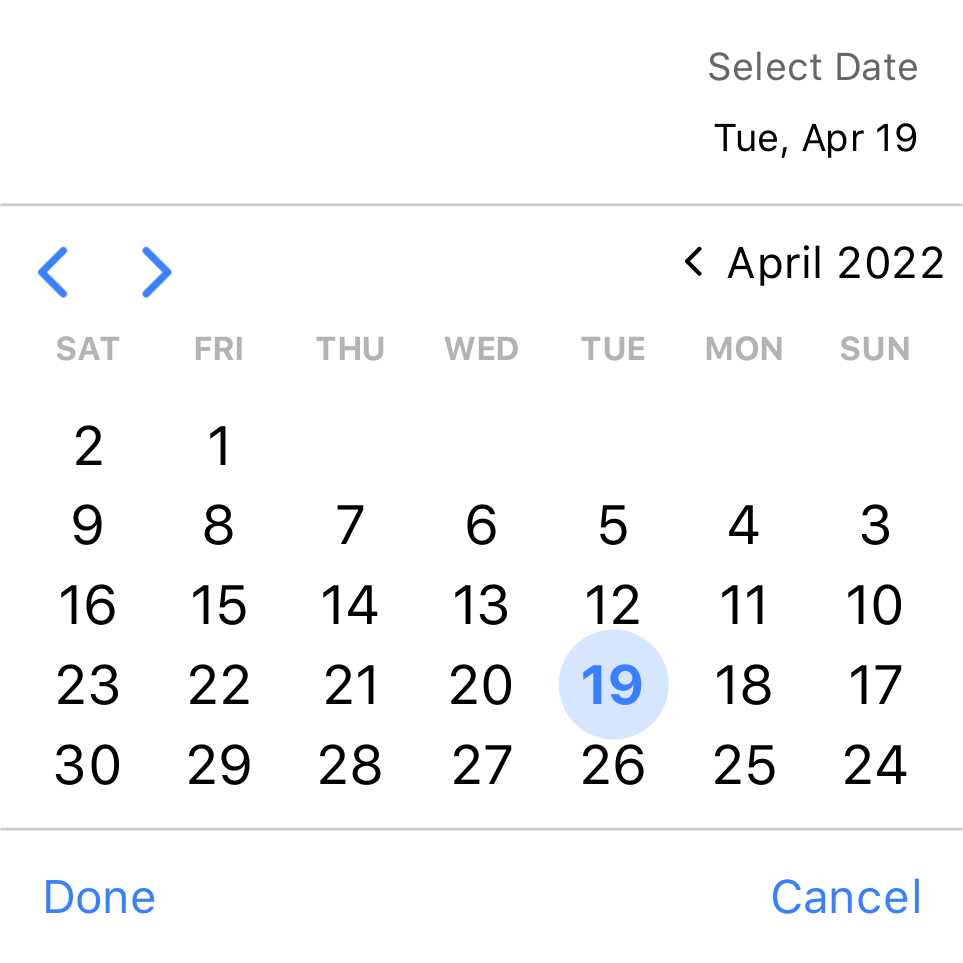 Select Date
Tue, Apr 19
April 2022
SAT FRI THU WED TUE MON SUN
2 1
9 8 7 6 5 4 3
16 15 14 13 12 11 10
23 22 21 20 19 18 17
30 29 28 27 26 25 24
Done Cancel